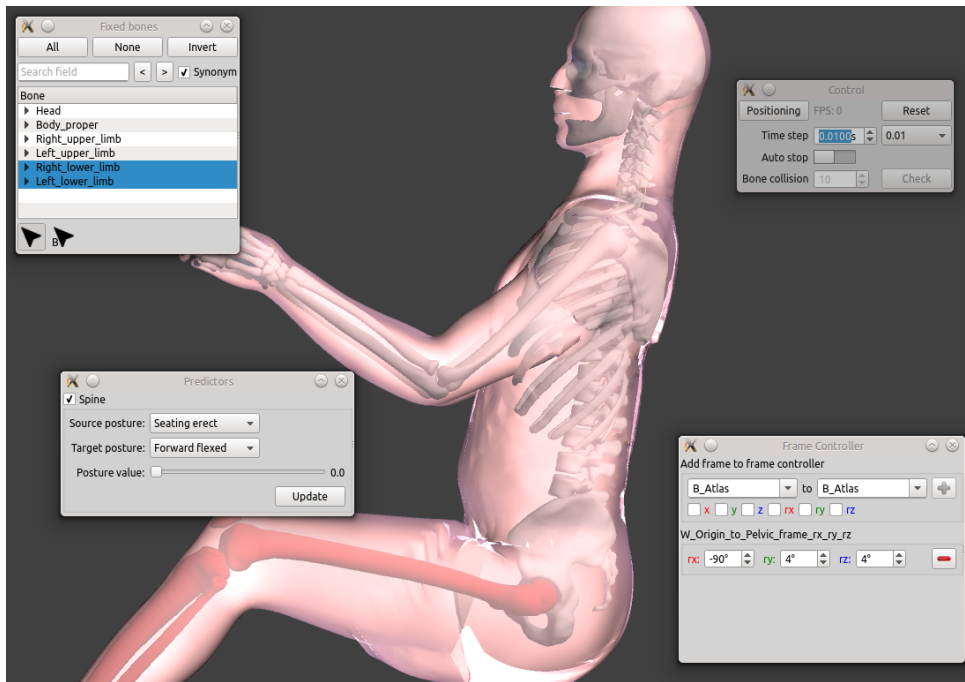 Fixed bones
All None Invert
Search field < > Synonym
Bone
Head
Body_proper
Right_upper_limb
Left_upper_limb
Right_lower_limb
Left_lower_limb
B
Control
Positioning FPS: 0 Reset
Time step 0.0100s 0.01
Auto stop
Bone collision 10 Check
Predictors
Spine
Source posture: Seating erect
Target posture: Forward flexed
Posture value: 0.0
Update
Frame Controller
Add frame to frame controller
B_Atlas to B_Atlas
x y z rx ry rz
W_Origin_to_Pelvic_frame_rx_ry_rz
rx: -90° ry: 4° rz: 4°